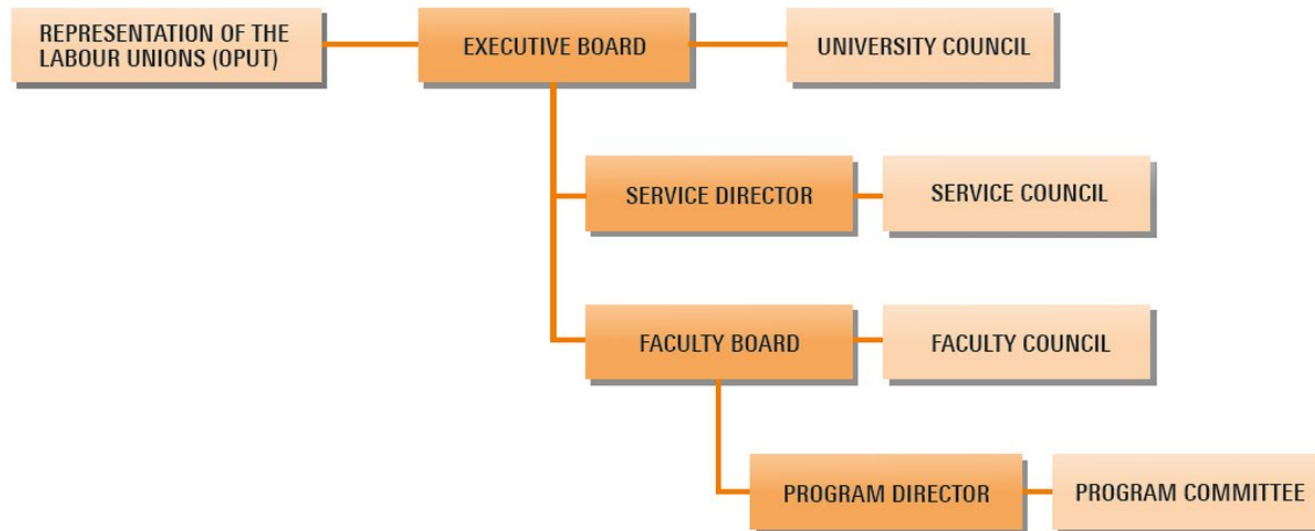 REPRESENTATION OF THE
LABOUR UNIONS (OPUT)
EXECUTIVE BOARD
UNIVERSITY COUNCIL
SERVICE DIRECTOR
SERVICE COUNCIL
FACULTY BOARD
FACULTY COUNCIL
PROGRAM DIRECTOR
PROGRAM COMMITTEE